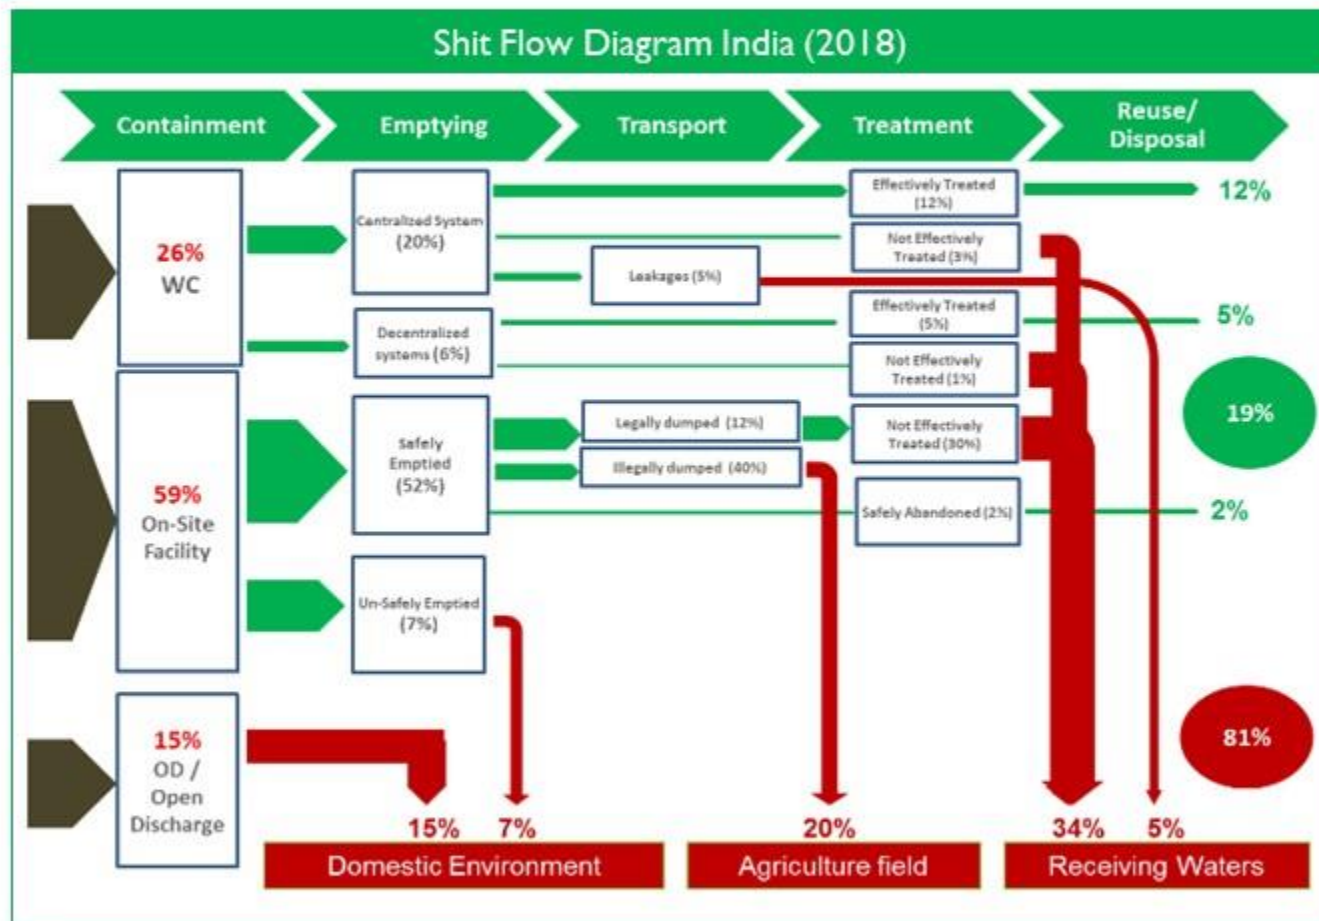 Shit Flow Diagram India (2018)
Containment
Emptying
Transport
Treatment
Reuse/
Disposal
26%
WC
Centralized System
(20%)
Effectively Treated
(12%)
12%
Not Effectively
Treated (3%)
Leakages (5%)
Decentralized
systems (6%)
Effectively Treated
(5%)
5%
Not Effectively
Treated (1%)
59%
On-Site
Facility
Safely
Emptied
(52%)
Legally dumped (12%)
Not Effectively
Treated (30%)
19%
Illegally dumped (40%)
Safely Abandoned (2%)
2%
Un-Safely Emptied
(7%)
15%
OD /
Open
Discharge
81%
15%
7%
20%
34%
5%
Domestic Environment
Agriculture field
Receiving Waters